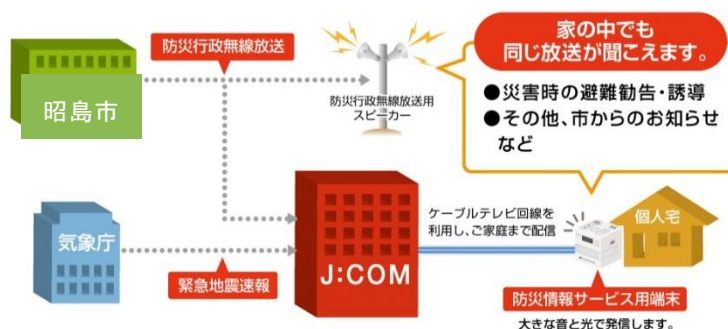 昭島市
防災行政無線放送
防災行政無線放送用
スピーカー
家の中でも
同じ放送が聞こえます。
●災害時の避難勧告・誘導
●その他、市からのお知らせ
など
気象庁
緊急地震速報
J:COM
ケーブルテレビ回線を
利用し、ご家庭まで配信
個人宅
防災情報サービス用端末
大きな音と光で発信します。